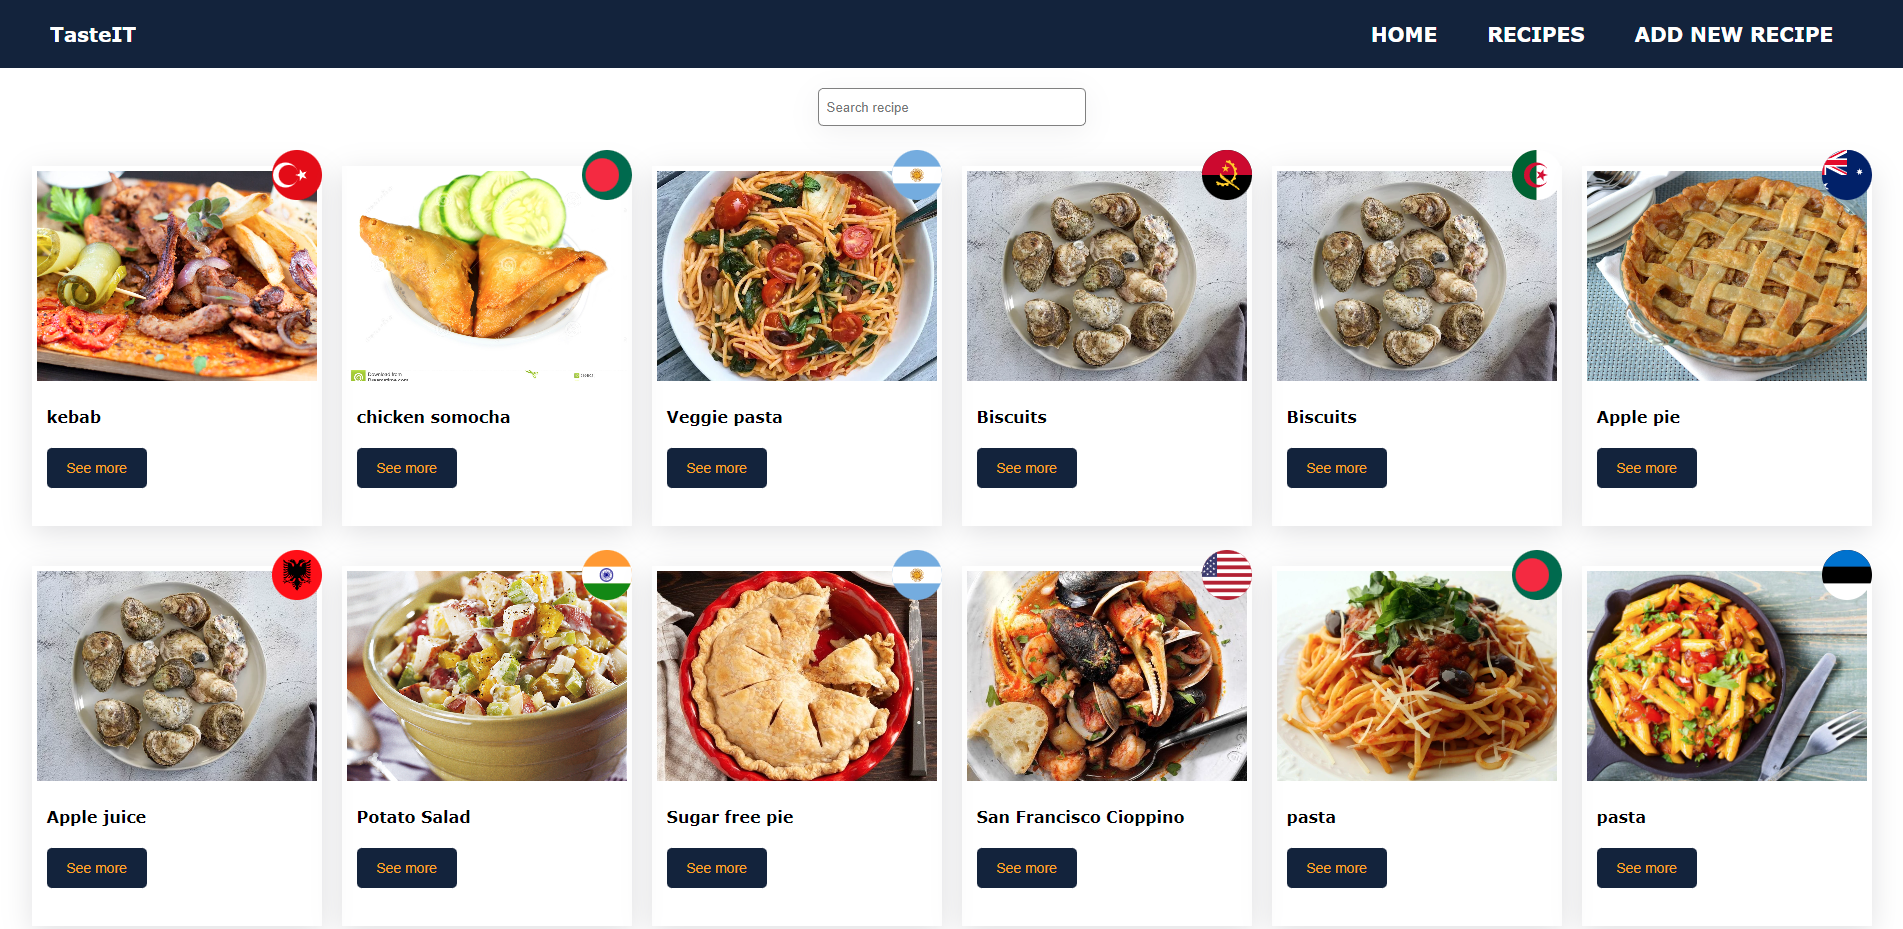 TasteIT
HOME
RECIPES
ADD NEW RECIPE
Search recipe
kebab
chicken somocha
Veggie pasta
Biscuits
Biscuits
Apple pie
See more
See more
See more
See more
See more
See more
Apple juice
Potato Salad
Sugar free pie
San Francisco Cioppino
pasta
pasta
See more
See more
See more
See more
See more
See more